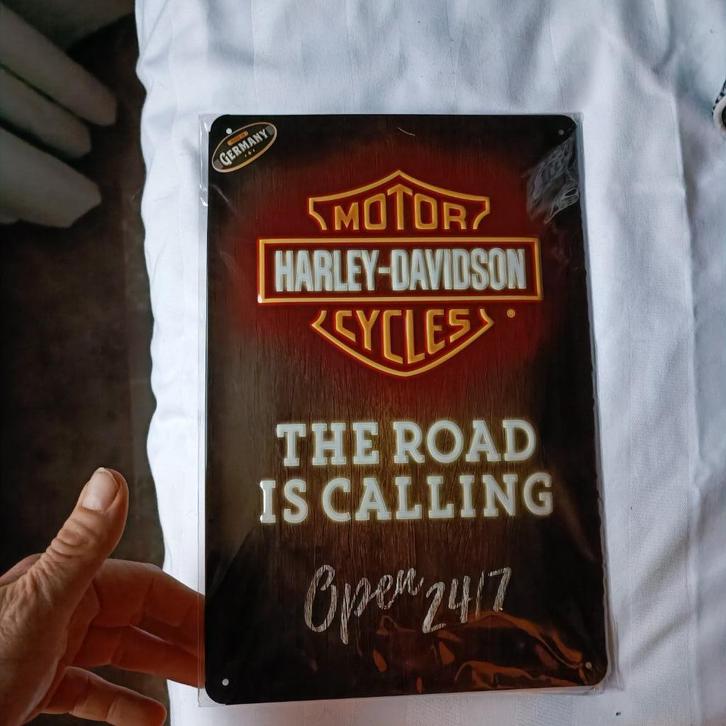 GERMANY
MOTOR
HARLEY-DAVIDSON
CYCLES
®
THE ROAD
IS CALLING
Open 24/7